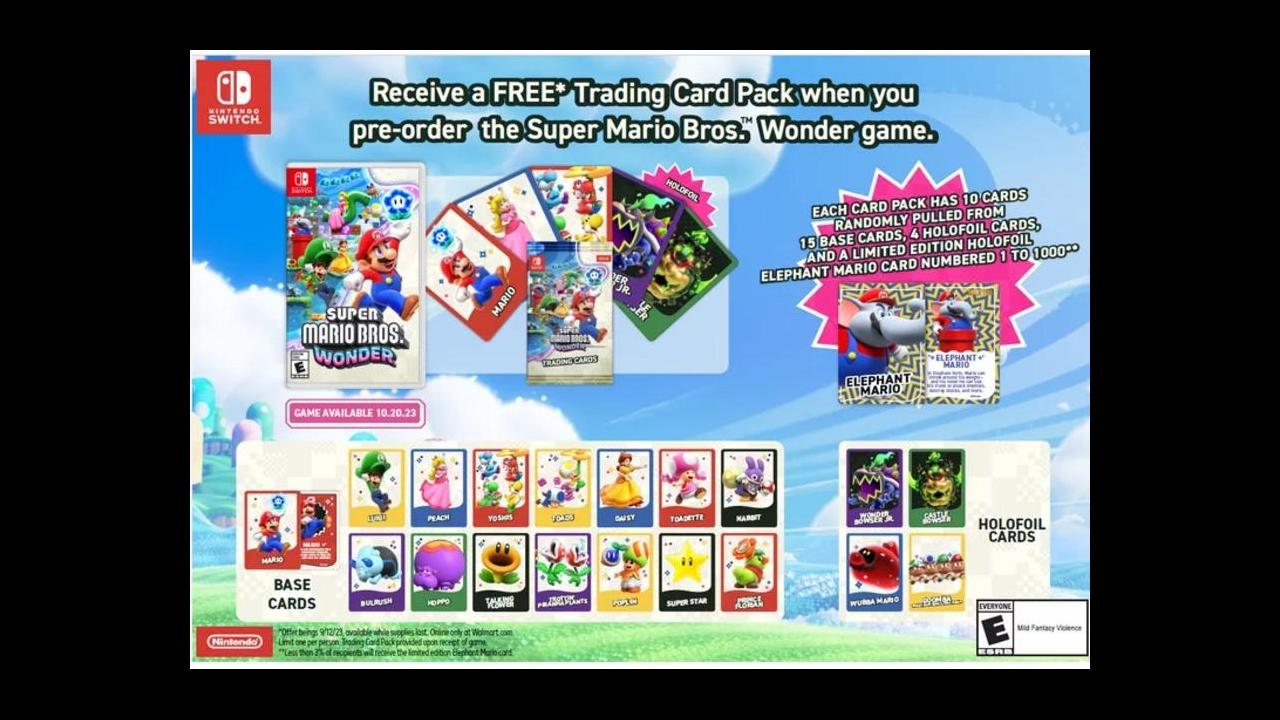 NINTENDO
SWITCH™
Receive a FREE* Trading Card Pack when you
pre-order the Super Mario Bros.™ Wonder game.
SUPER
MARIO BROS.
WONDER
GAME AVAILABLE 10.20.23
HOLOFOIL
MARIO
SUPER
MARIO BROS.
WONDER
TRADING CARDS
EACH CARD PACK HAS 10 CARDS
RANDOMLY PULLED FROM
15 BASE CARDS, 4 HOLOFOIL CARDS,
AND A LIMITED EDITION HOLOFOIL
ELEPHANT MARIO CARD NUMBERED 1 TO 1000**
ELEPHANT
MARIO
ELEPHANT
MARIO
MARIO
BASE
CARDS
LUIGI
PEACH
YOSHIS
TOADS
DAISY
TOADETTE
NABBIT
BULRUSH
HOPPO
TALKING
FLOWER
TROTTIN'
PIRANHA PLANTS
POPLIN
SUPER STAR
PRINCE
FLORIAN
WONDER
BOWSER JR.
CASTLE
BOWSER
WUBBA MARIO
HOLOFOIL
CARDS
Nintendo
*Offer beings 9/12/23, available while supplies last. Online only at Walmart.com.
Limit one per person. Trading Card Pack provided upon receipt of game.
**Less than 3% of recipients will receive the limited edition Elephant Mario card.
EVERYONE
E
ESRB
Mild Fantasy Violence